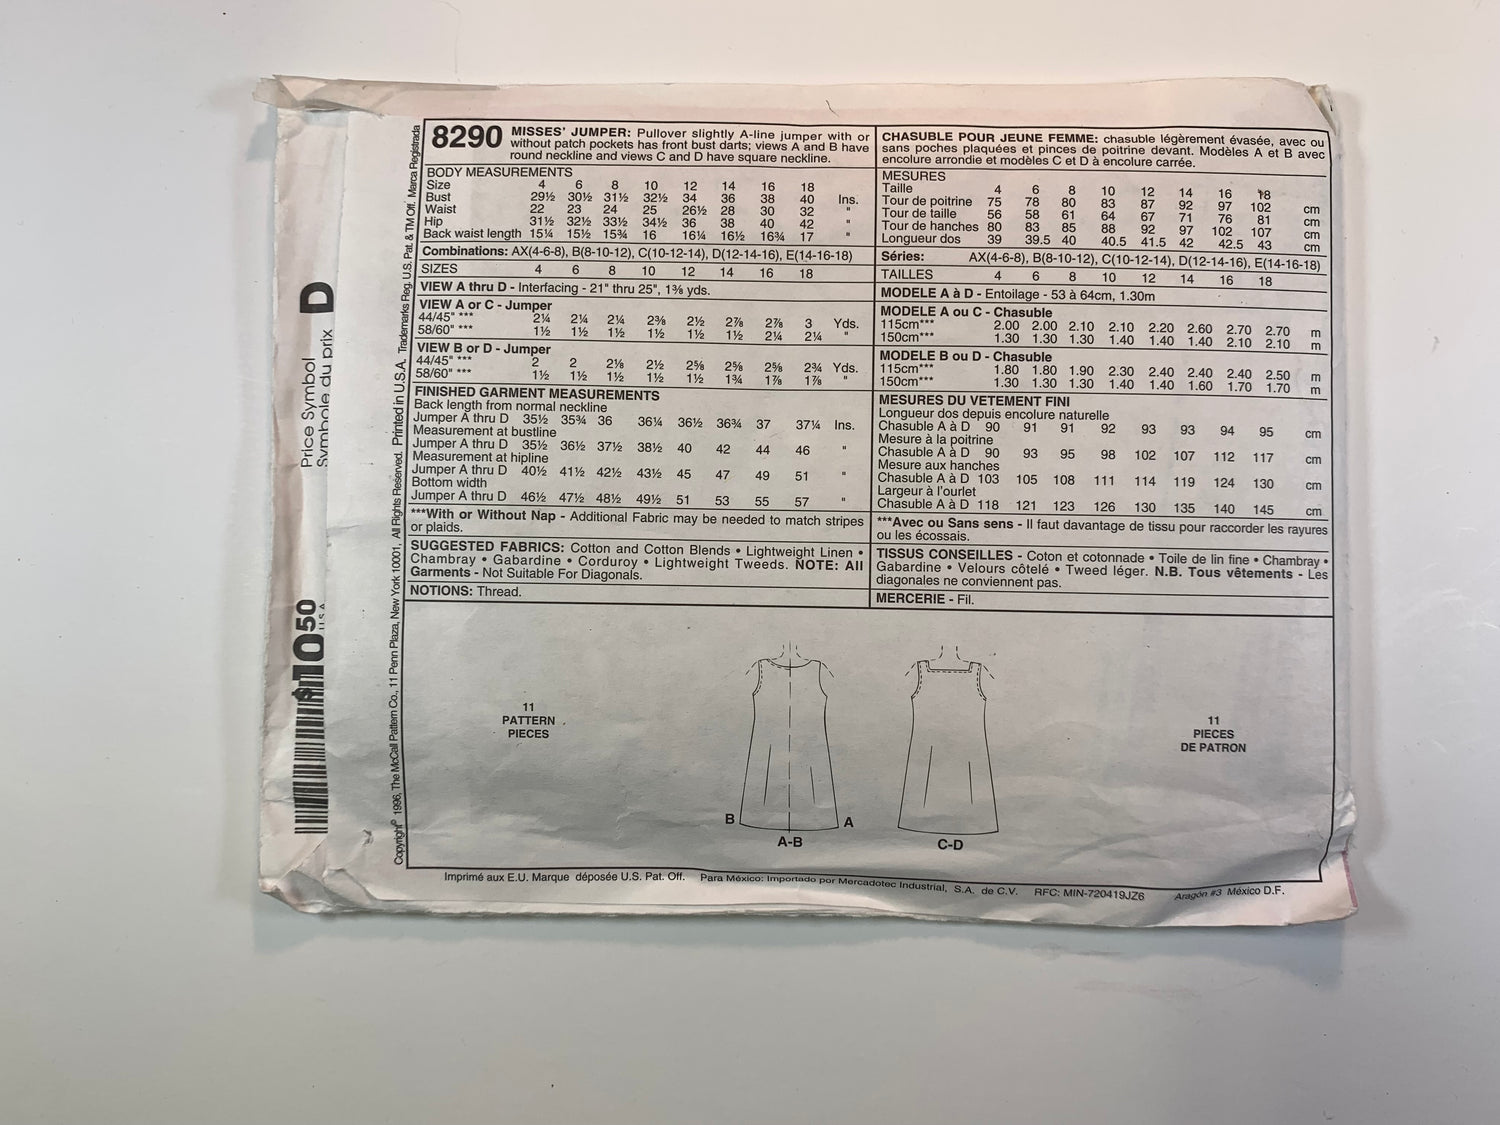 8290
MISSES' JUMPER: Pullover slightly A-line jumper with or
without patch pockets has front bust darts; views A and B have
round neckline and views C and D have square neckline.
BODY MEASUREMENTS
Size 4 6 8 10 12 14 16 18
Bust 29½ 30½ 31½ 32½ 34 36 38 40 Ins.
Waist 22 23 24 25 26½ 28 30 32 "
Hip 31½ 32½ 33½ 34½ 36 38 40 42 "
Back waist length 15¼ 15½ 15¾ 16 16¼ 16½ 16¾ 17 "
Combinations: AX(4-6-8), B(8-10-12), C(10-12-14), D(12-14-16), E(14-16-18)
SIZES 4 6 8 10 12 14 16 18
VIEW A thru D - Interfacing - 21" thru 25", 1⅜ yds.
VIEW A or C - Jumper
44/45" *** 2¼ 2¼ 2¼ 2⅜ 2½ 2⅞ 2⅞ 3 Yds.
58/60" *** 1½ 1½ 1½ 1½ 1½ 1½ 2¼ 2¼ "
VIEW B or D - Jumper
44/45" *** 2 2 2⅛ 2½ 2⅝ 2⅝ 2⅝ 2¾ Yds.
58/60" *** 1½ 1½ 1½ 1½ 1½ 1¾ 1⅞ 1⅞ "
FINISHED GARMENT MEASUREMENTS
Back length from normal neckline
Jumper A thru D 35½ 35¾ 36 36¼ 36½ 36¾ 37 37¼ Ins.
Measurement at bustline
Jumper A thru D 35½ 36½ 37½ 38½ 40 42 44 46 "
Measurement at hipline
Jumper A thru D 40½ 41½ 42½ 43½ 45 47 49 51 "
Bottom width
Jumper A thru D 46½ 47½ 48½ 49½ 51 53 55 57 "
***With or Without Nap - Additional Fabric may be needed to match stripes
or plaids.
SUGGESTED FABRICS: Cotton and Cotton Blends • Lightweight Linen •
Chambray • Gabardine • Corduroy • Lightweight Tweeds. NOTE: All
Garments - Not Suitable For Diagonals.
NOTIONS: Thread.
CHASUBLE POUR JEUNE FEMME: chasuble légèrement évasée, avec ou
sans poches plaquées et pinces de poitrine devant. Modèles A et B avec
encolure arrondie et modèles C et D à encolure carrée.
MESURES
Taille 4 6 8 10 12 14 16 18
Tour de poitrine 75 78 80 83 87 92 97 102 cm
Tour de taille 56 58 61 64 67 71 76 81 cm
Tour de hanches 80 83 85 88 92 97 102 107 cm
Longueur dos 39 39.5 40 40.5 41.5 42 42.5 43 cm
Séries: AX(4-6-8), B(8-10-12), C(10-12-14), D(12-14-16), E(14-16-18)
TAILLES 4 6 8 10 12 14 16 18
MODELE A à D - Entoilage - 53 à 64cm, 1.30m
MODELE A ou C - Chasuble
115cm*** 2.00 2.00 2.10 2.10 2.20 2.60 2.70 2.70 m
150cm*** 1.30 1.30 1.30 1.40 1.40 1.40 2.10 2.10 m
MODELE B ou D - Chasuble
115cm*** 1.80 1.80 1.90 2.30 2.40 2.40 2.40 2.50 m
150cm*** 1.30 1.30 1.30 1.40 1.40 1.60 1.70 1.70 m
MESURES DU VETEMENT FINI
Longueur dos depuis encolure naturelle
Chasuble A à D 90 91 91 92 93 93 94 95 cm
Mesure à la poitrine
Chasuble A à D 90 93 95 98 102 107 112 117 cm
Mesure aux hanches
Chasuble A à D 103 105 108 111 114 119 124 130 cm
Largeur à l'ourlet
Chasuble A à D 118 121 123 126 130 135 140 145 cm
***Avec ou Sans sens - Il faut davantage de tissu pour raccorder les rayures
ou les écossais.
TISSUS CONSEILLES - Coton et cotonnade • Toile de lin fine • Chambray •
Gabardine • Velours côtelé • Tweed léger. N.B. Tous vêtements - Les
diagonales ne conviennent pas.
MERCERIE - Fil.
11
PATTERN
PIECES
B A
A-B
C-D
11
PIECES
DE PATRON
Imprimé aux E.U. Marque déposée U.S. Pat. Off. Para México: Importado por Mercadotec Industrial, S.A. de C.V. RFC: MIN-720419JZ6 Aragón #3 México D.F.
Copyright© 1996, The McCall Pattern Co., 11 Penn Plaza, New York 10001, All Rights Reserved. Printed in U.S.A. Trademarks Reg. U.S. Pat. & TM Off. Marca Registrada
Price Symbol
Symbole du prix
D
$10.50
USA